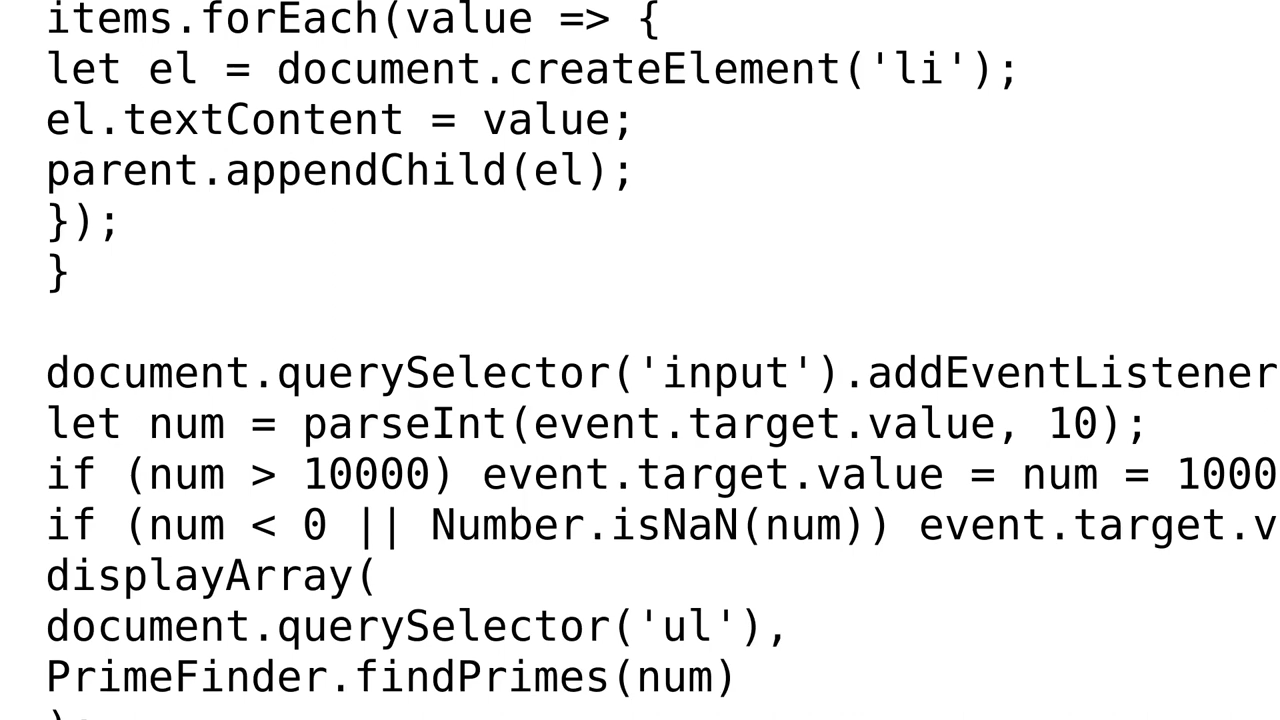 items.forEach(value => {
let el = document.createElement('li');
el.textContent = value;
parent.appendChild(el);
});
}
document.querySelector('input').addEventListener
let num = parseInt(event.target.value, 10);
if (num > 10000) event.target.value = num = 1000
if (num < 0 || Number.isNaN(num)) event.target.v
displayArray(
document.querySelector('ul'),
PrimeFinder.findPrimes(num)